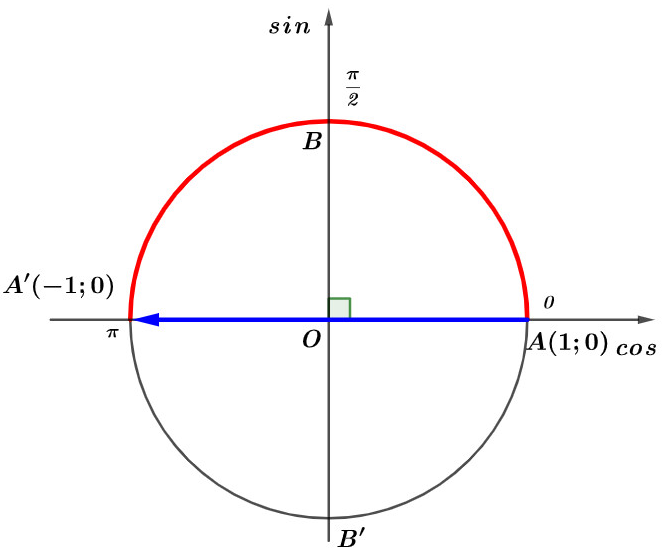 sin
π/2
B
A'(−1;0)
0
π
O
A(1;0)
cos
B'